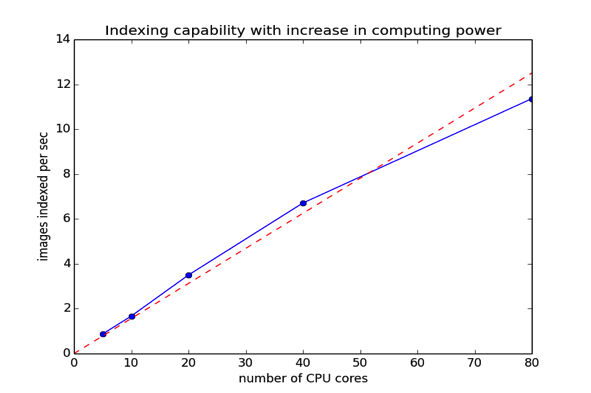 Indexing capability with increase in computing power
14
12
10
8
6
4
2
0
images indexed per sec
0 10 20 30 40 50 60 70 80
number of CPU cores